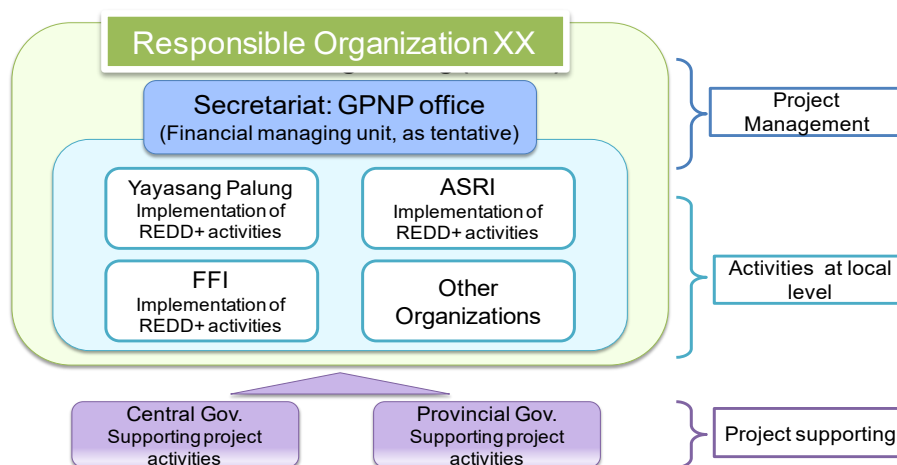 Responsible Organization XX
Secretariat: GPNP office
(Financial managing unit, as tentative)
Yayasang Palung
Implementation of
REDD+ activities
ASRI
Implementation of
REDD+ activities
FFI
Implementation of
REDD+ activities
Other
Organizations
Central Gov.
Supporting project
activities
Provincial Gov.
Supporting project
activities
Project
Management
Activities at local
level
Project supporting